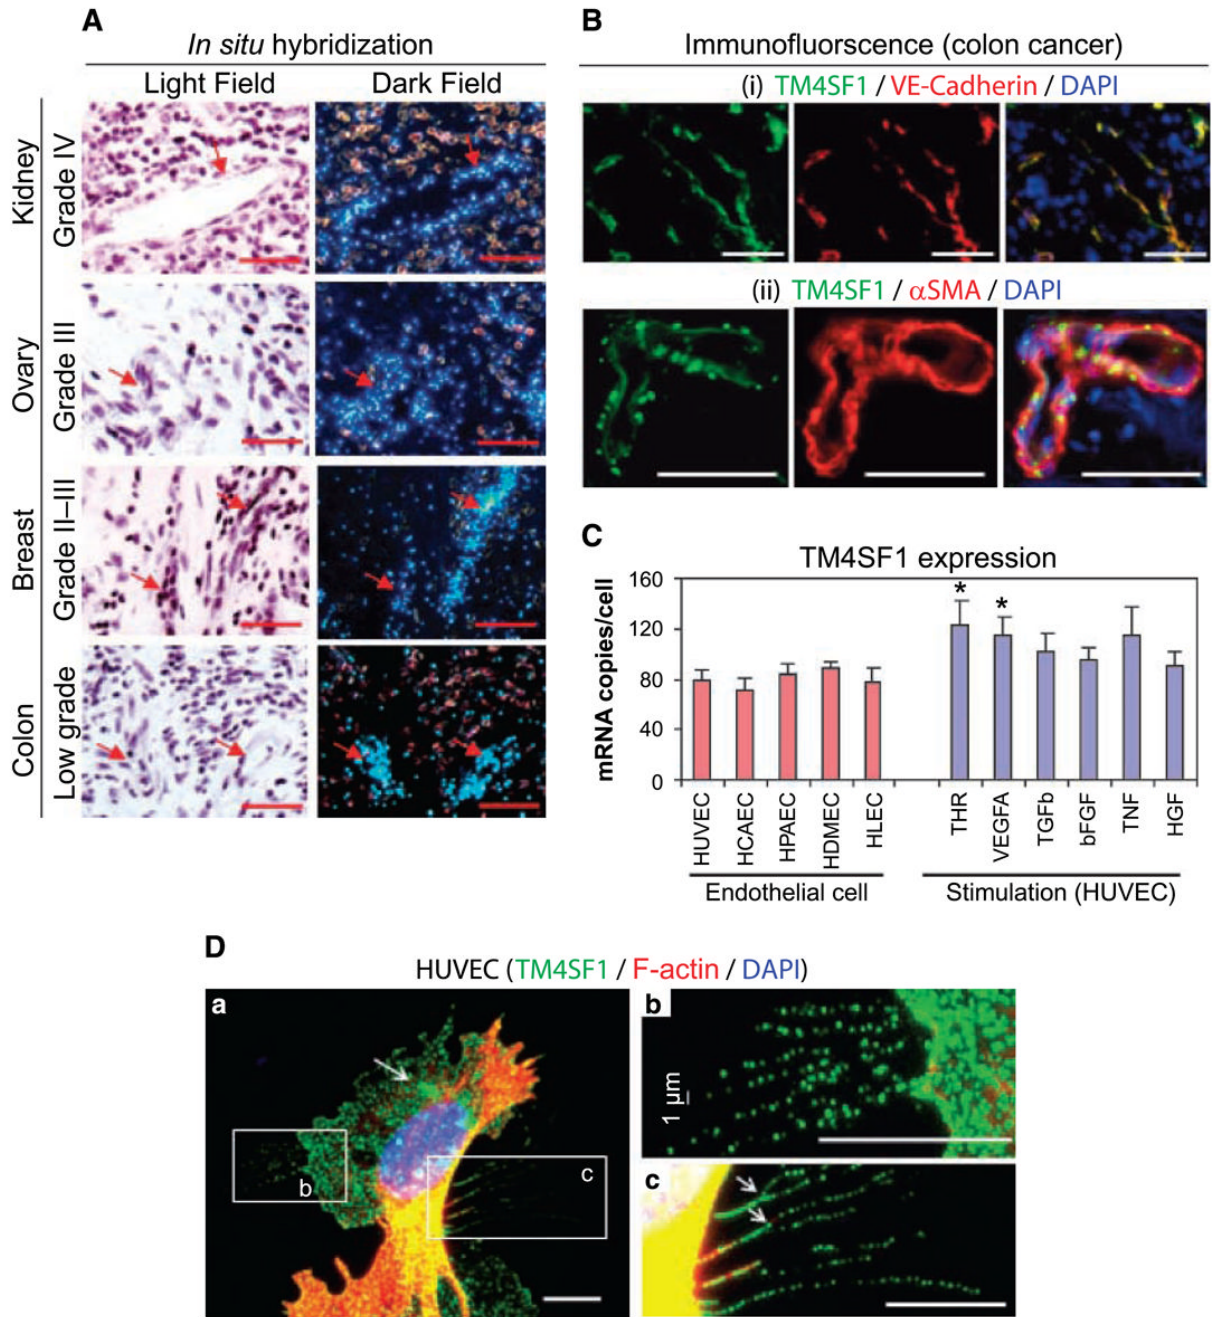 A
In situ hybridization
Light Field
Dark Field
Kidney
Grade IV
Ovary
Grade III
Breast
Grade II–III
Colon
Low grade
B
Immunofluorscence (colon cancer)
(i) TM4SF1 / VE-Cadherin / DAPI
(ii) TM4SF1 / αSMA / DAPI
C
TM4SF1 expression
mRNA copies/cell
160
120
80
40
0
*
*
HUVEC
HCAEC
HPAEC
HDMEC
HLEC
THR
VEGFA
TGFb
bFGF
TNF
HGF
Endothelial cell
Stimulation (HUVEC)
D
HUVEC (TM4SF1 / F-actin / DAPI)
a
b
c
b
1 µm
c